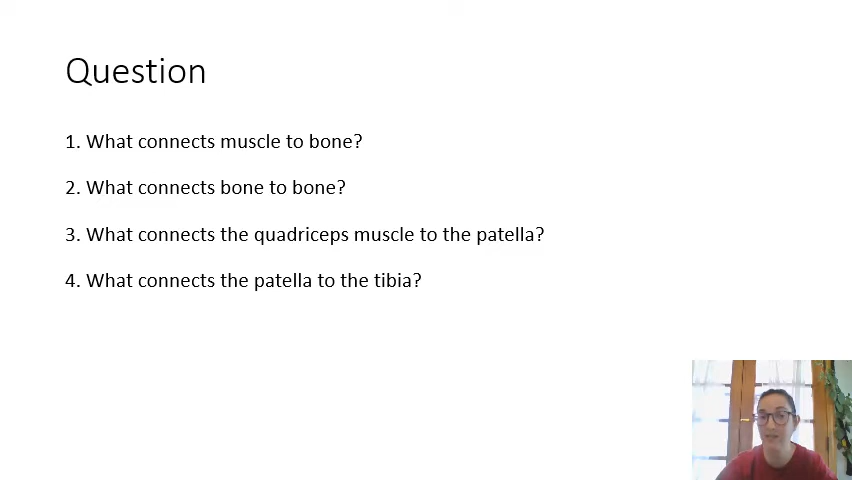 Question
1. What connects muscle to bone?
2. What connects bone to bone?
3. What connects the quadriceps muscle to the patella?
4. What connects the patella to the tibia?